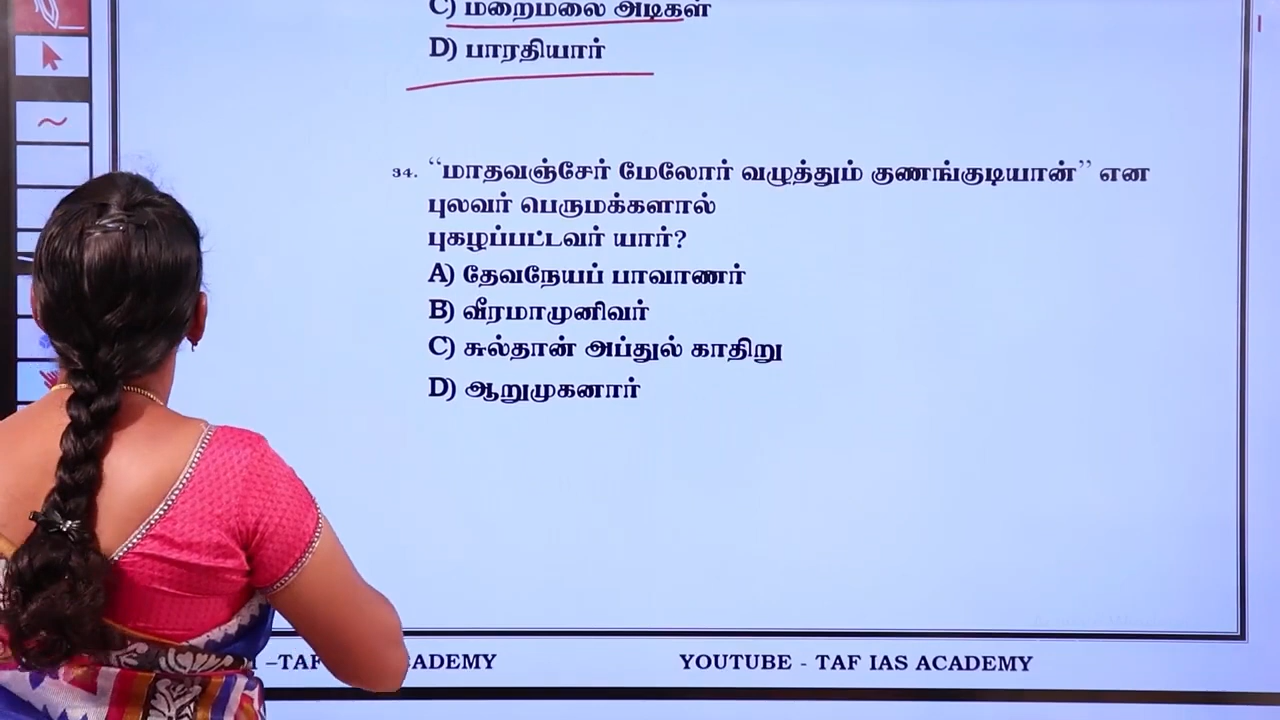 C) மறைமலை அடிகள்
D) பாரதியார்
34. “மாதவஞ்சேர் மேலோர் வழுத்தும் குணங்குடியான்” என
புலவர் பெருமக்களால்
புகழப்பட்டவர் யார்?
A) தேவநேயப் பாவாணர்
B) வீரமாமுனிவர்
C) சுல்தான் அப்துல் காதிறு
D) ஆறுமுகனார்
YOUTUBE - TAF IAS ACADEMY